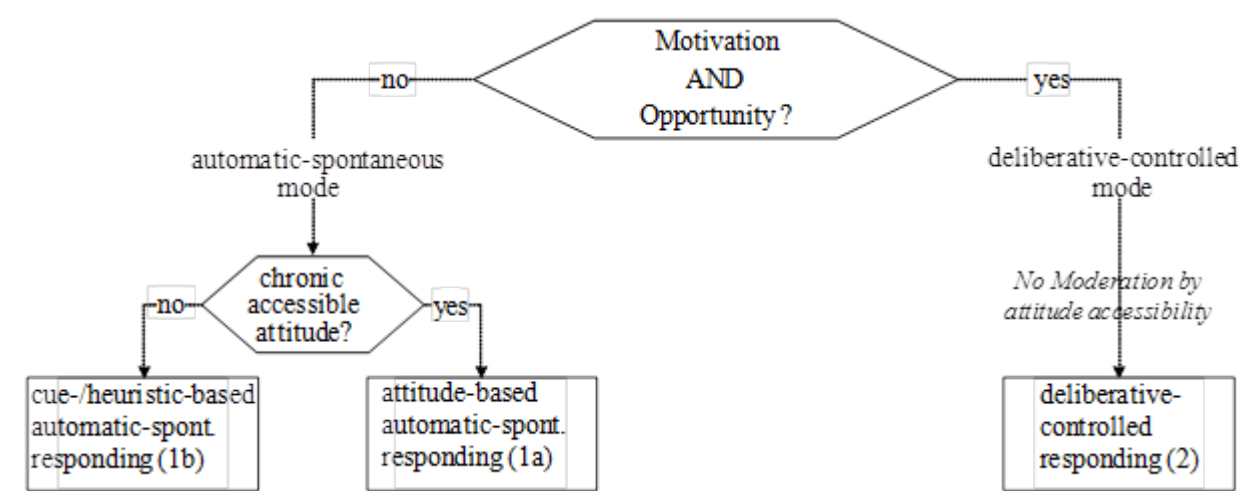 Motivation
AND
Opportunity?
no
yes
automatic-spontaneous
mode
deliberative-controlled
mode
chronic
accessible
attitude?
no
yes
No Moderation by
attitude accessibility
cue-/heuristic-based
automatic-spont.
responding (1b)
attitude-based
automatic-spont.
responding (1a)
deliberative-
controlled
responding (2)